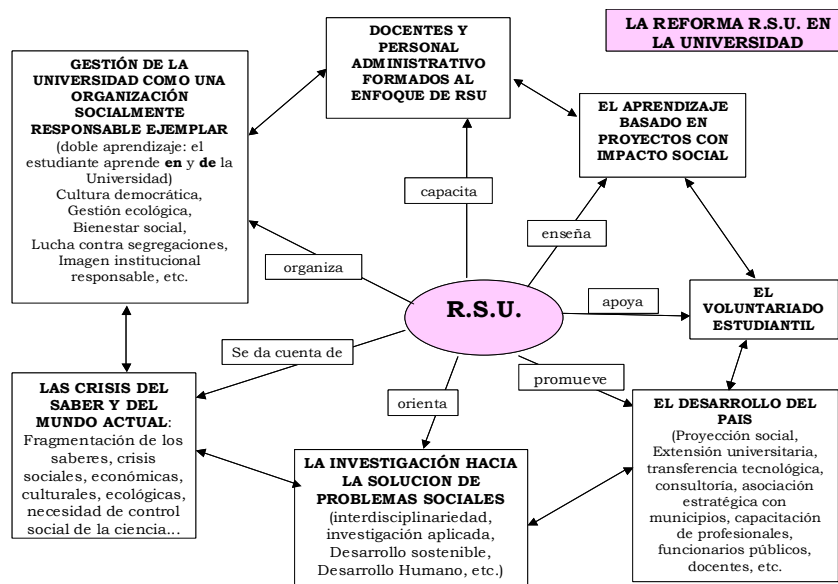 LA REFORMA R.S.U. EN
LA UNIVERSIDAD
DOCENTES Y
PERSONAL
ADMINISTRATIVO
FORMADOS AL
ENFOQUE DE RSU
GESTIÓN DE LA
UNIVERSIDAD COMO UNA
ORGANIZACIÓN
SOCIALMENTE
RESPONSABLE EJEMPLAR
(doble aprendizaje: el
estudiante aprende en y de la
Universidad)
Cultura democrática,
Gestión ecológica,
Bienestar social,
Lucha contra segregaciones,
Imagen institucional
responsable, etc.
EL APRENDIZAJE
BASADO EN
PROYECTOS CON
IMPACTO SOCIAL
capacita
enseña
organiza
R.S.U.
apoya
EL
VOLUNTARIADO
ESTUDIANTIL
Se da cuenta de
promueve
orienta
LAS CRISIS DEL
SABER Y DEL
MUNDO ACTUAL:
Fragmentación de los
saberes, crisis
sociales, económicas,
culturales, ecológicas,
necesidad de control
social de la ciencia...
LA INVESTIGACIÓN HACIA
LA SOLUCION DE
PROBLEMAS SOCIALES
(interdisciplinariedad,
investigación aplicada,
Desarrollo sostenible,
Desarrollo Humano, etc.)
EL DESARROLLO DEL
PAIS
(Proyección social,
Extensión universitaria,
transferencia tecnológica,
consultoría, asociación
estratégica con
municipios, capacitación
de profesionales,
funcionarios públicos,
docentes, etc.